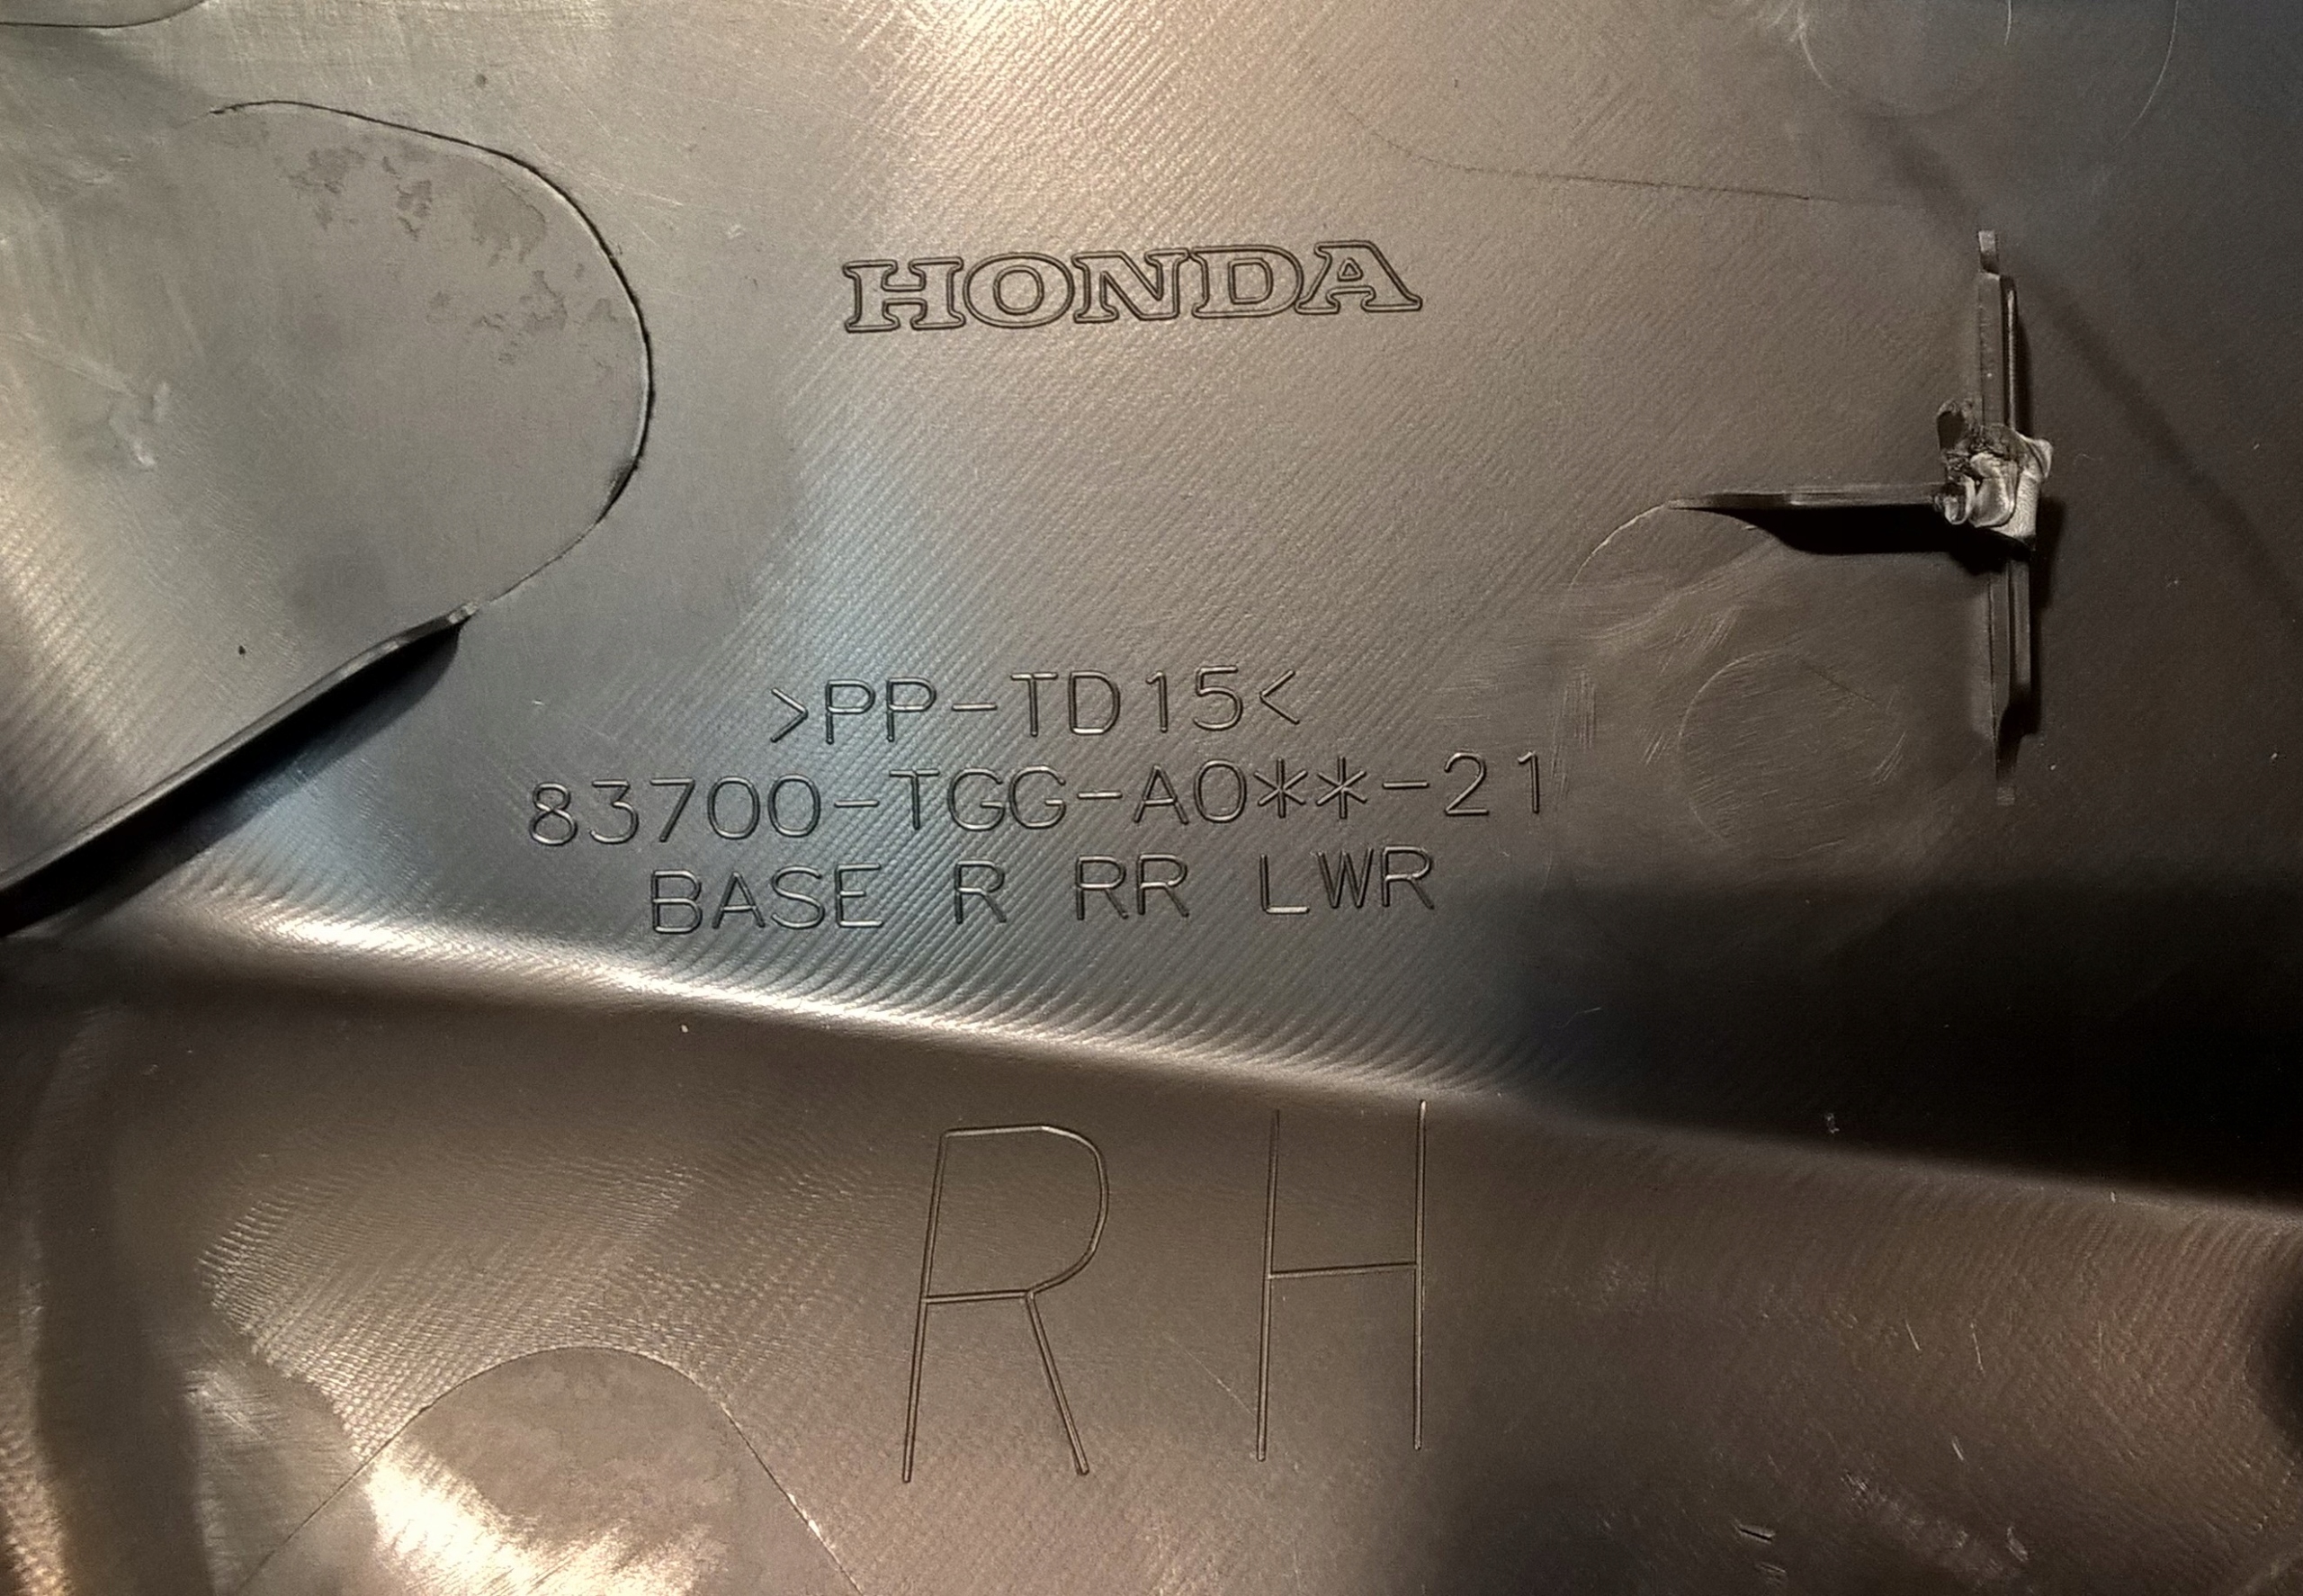 HONDA
>PP-TD15<
83700-TGG-A0**-21
BASE R RR LWR
RH